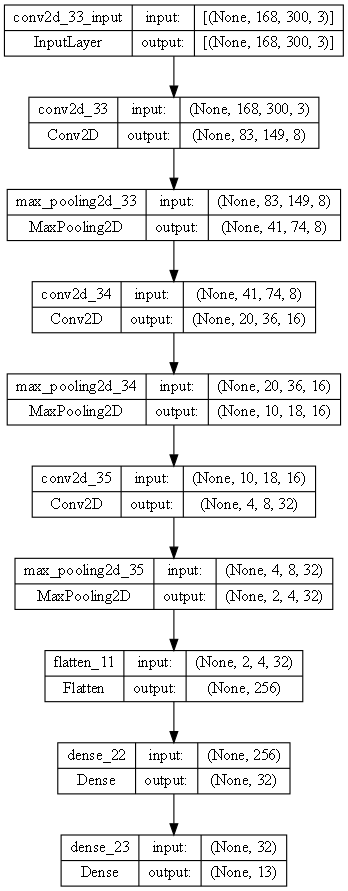 conv2d_33_input input: [(None, 168, 300, 3)]
InputLayer output: [(None, 168, 300, 3)]
conv2d_33 input: (None, 168, 300, 3)
Conv2D output: (None, 83, 149, 8)
max_pooling2d_33 input: (None, 83, 149, 8)
MaxPooling2D output: (None, 41, 74, 8)
conv2d_34 input: (None, 41, 74, 8)
Conv2D output: (None, 20, 36, 16)
max_pooling2d_34 input: (None, 20, 36, 16)
MaxPooling2D output: (None, 10, 18, 16)
conv2d_35 input: (None, 10, 18, 16)
Conv2D output: (None, 4, 8, 32)
max_pooling2d_35 input: (None, 4, 8, 32)
MaxPooling2D output: (None, 2, 4, 32)
flatten_11 input: (None, 2, 4, 32)
Flatten output: (None, 256)
dense_22 input: (None, 256)
Dense output: (None, 32)
dense_23 input: (None, 32)
Dense output: (None, 13)